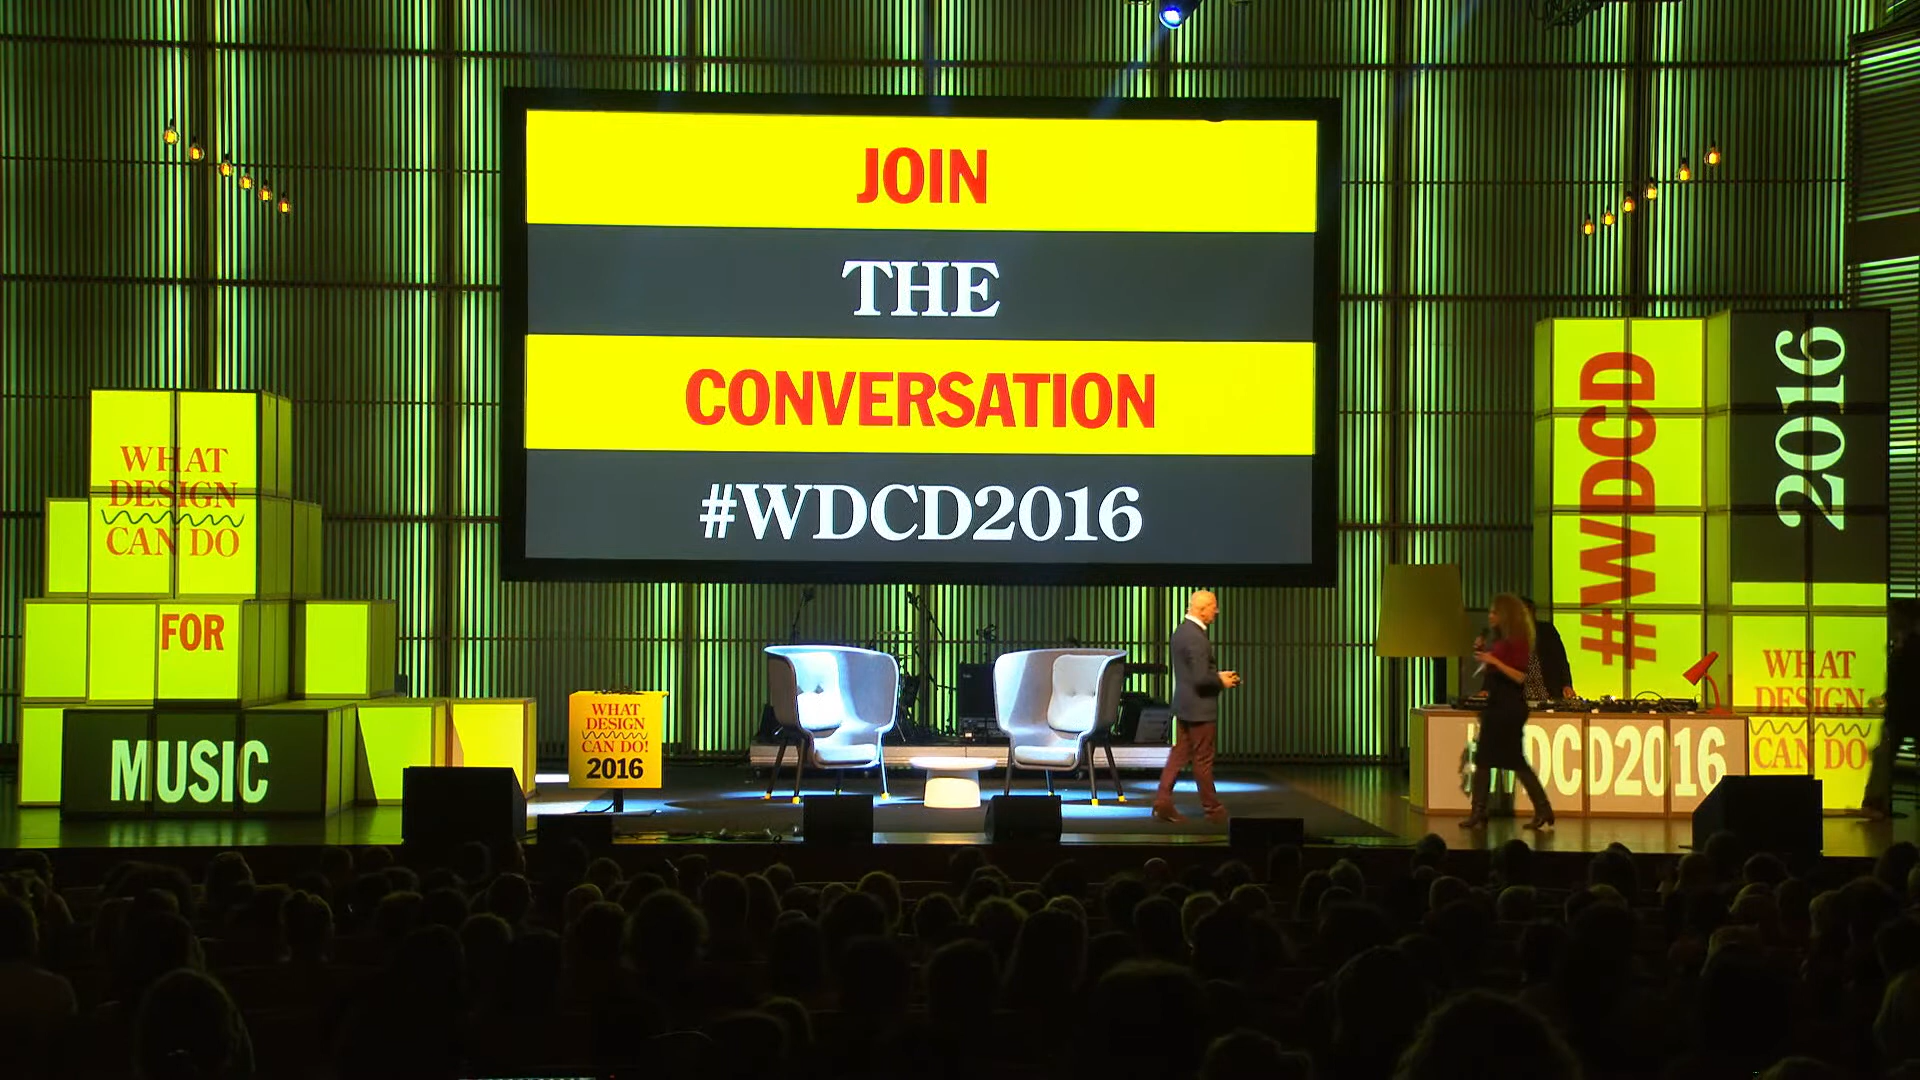 JOIN
THE
CONVERSATION
#WDCD2016
WHAT
DESIGN
CAN DO
FOR
MUSIC
WHAT
DESIGN
CAN DO!
2016
#WDCD
2016
WDCD2016
WHAT
DESIGN
CAN DO